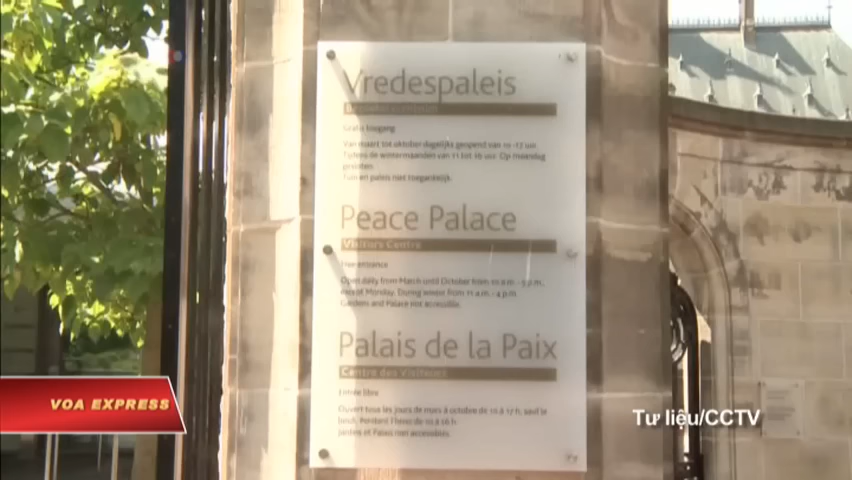 Vredespaleis
Bezoekerscentrum
Gratis toegang
Van maart tot oktober dagelijks geopend van 10 -17 uur.
Tijdens de wintermaanden van 11 tot 16 uur. Op maandag
gesloten.
Tuin en paleis niet toegankelijk.
Peace Palace
Visitors Centre
Free entrance
Open daily from March until October from 10 a.m. - 5 p.m.,
except Monday. During winter from 11 a.m. - 4 p.m.
Gardens and Palace not accessible.
Palais de la Paix
Centre des Visiteurs
Entrée libre
Ouvert tous les jours de mars à octobre de 10 à 17 h. sauf le
lundi. Pendant l'hiver de 10 à 16 h.
Jardins et Palais non accessibles.
VOA EXPRESS
Tư liệu/CCTV